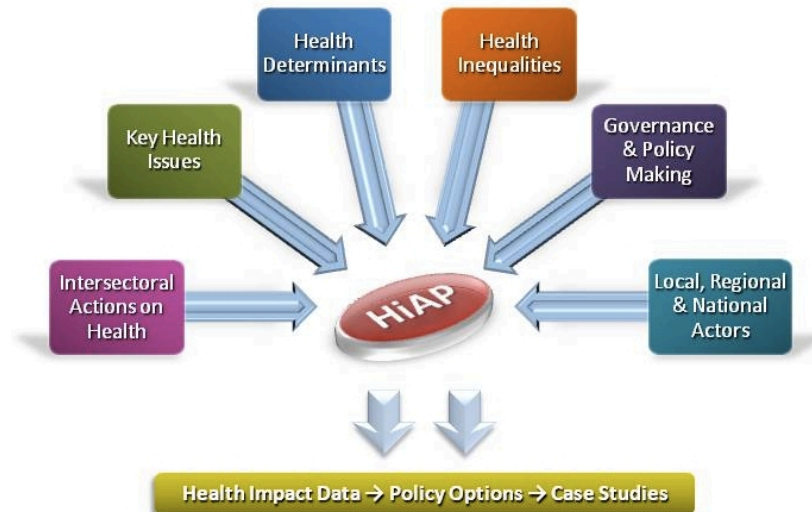 Health
Determinants
Health
Inequalities
Key Health
Issues
Governance
& Policy
Making
Intersectoral
Actions on
Health
HiAP
Local, Regional
& National
Actors
Health Impact Data → Policy Options → Case Studies